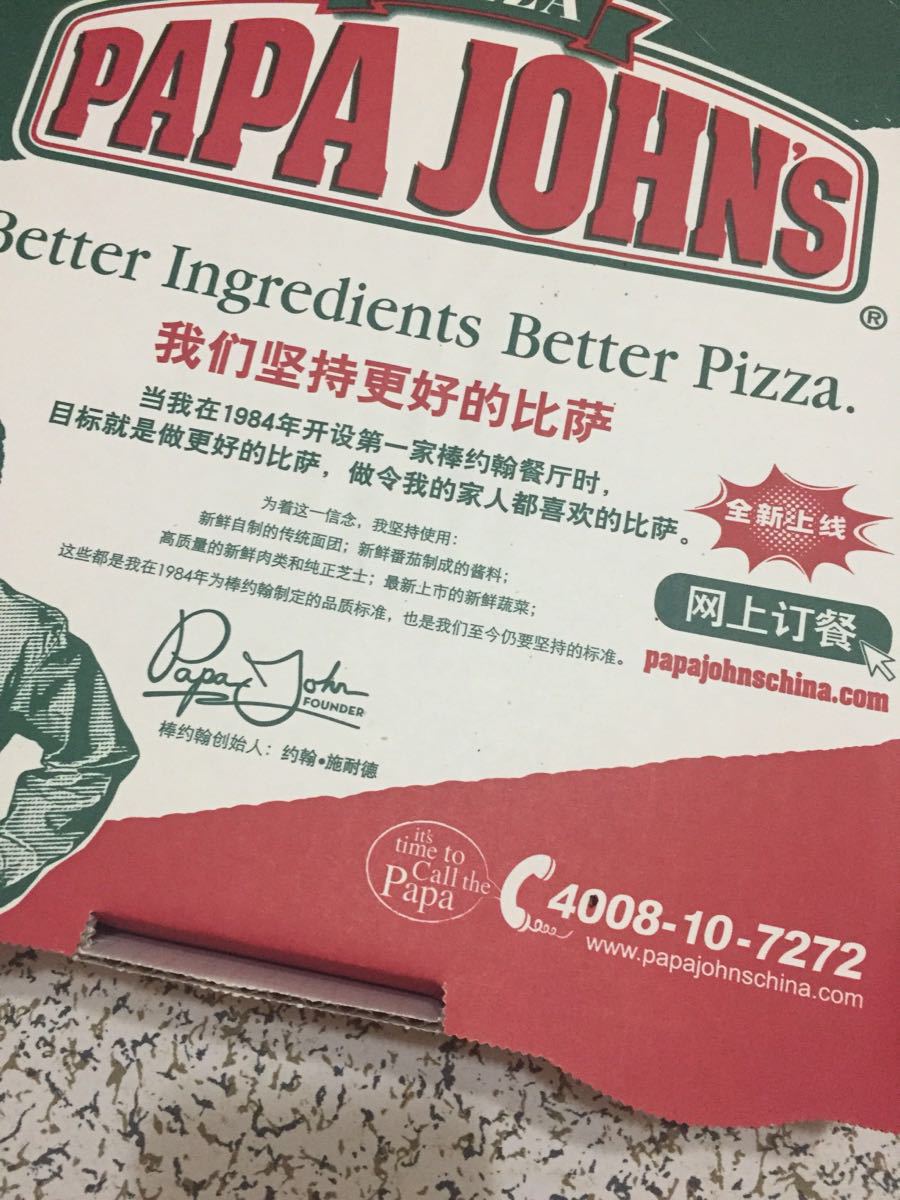 PAPA JOHN'S
®
Better Ingredients Better Pizza.
我们坚持更好的比萨
当我在1984年开设第一家棒约翰餐厅时，
目标就是做更好的比萨，做令我的家人都喜欢的比萨。
为着这一信念，我坚持使用：
新鲜自制的传统面团；新鲜番茄制成的酱料；
高质量的新鲜肉类和纯正芝士；最新上市的新鲜蔬菜；
这些都是我在1984年为棒约翰制定的品质标准，也是我们至今仍要坚持的标准。
Papa John
FOUNDER
棒约翰创始人：约翰•施耐德
全新上线
网上订餐
papajohnschina.com
it's
time to
Call the
Papa
4008-10-7272
www.papajohnschina.com